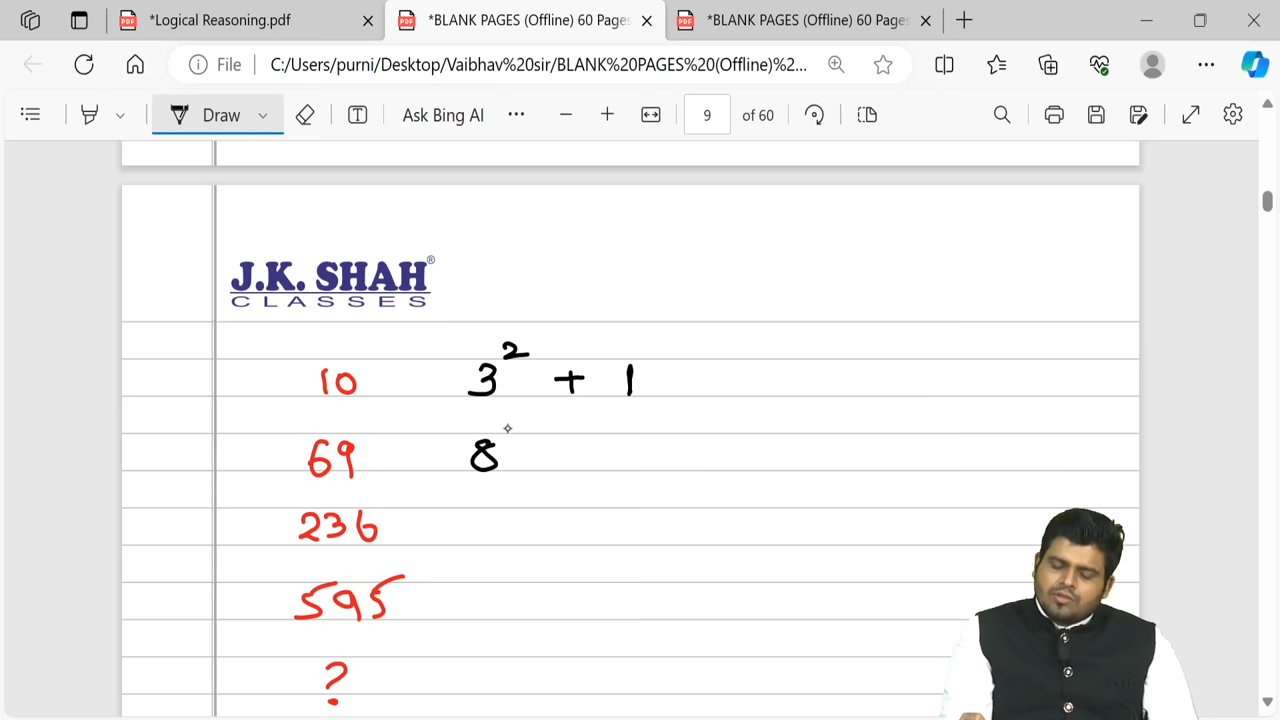 *Logical Reasoning.pdf
*BLANK PAGES (Offline) 60 Pages
*BLANK PAGES (Offline) 60 Pages
File C:/Users/purni/Desktop/Vaibhav%20sir/BLANK%20PAGES%20(Offline)%2...
Draw Ask Bing AI 9 of 60
J.K. SHAH®
CLASSES
10 3² + 1
69 8
236
595
?